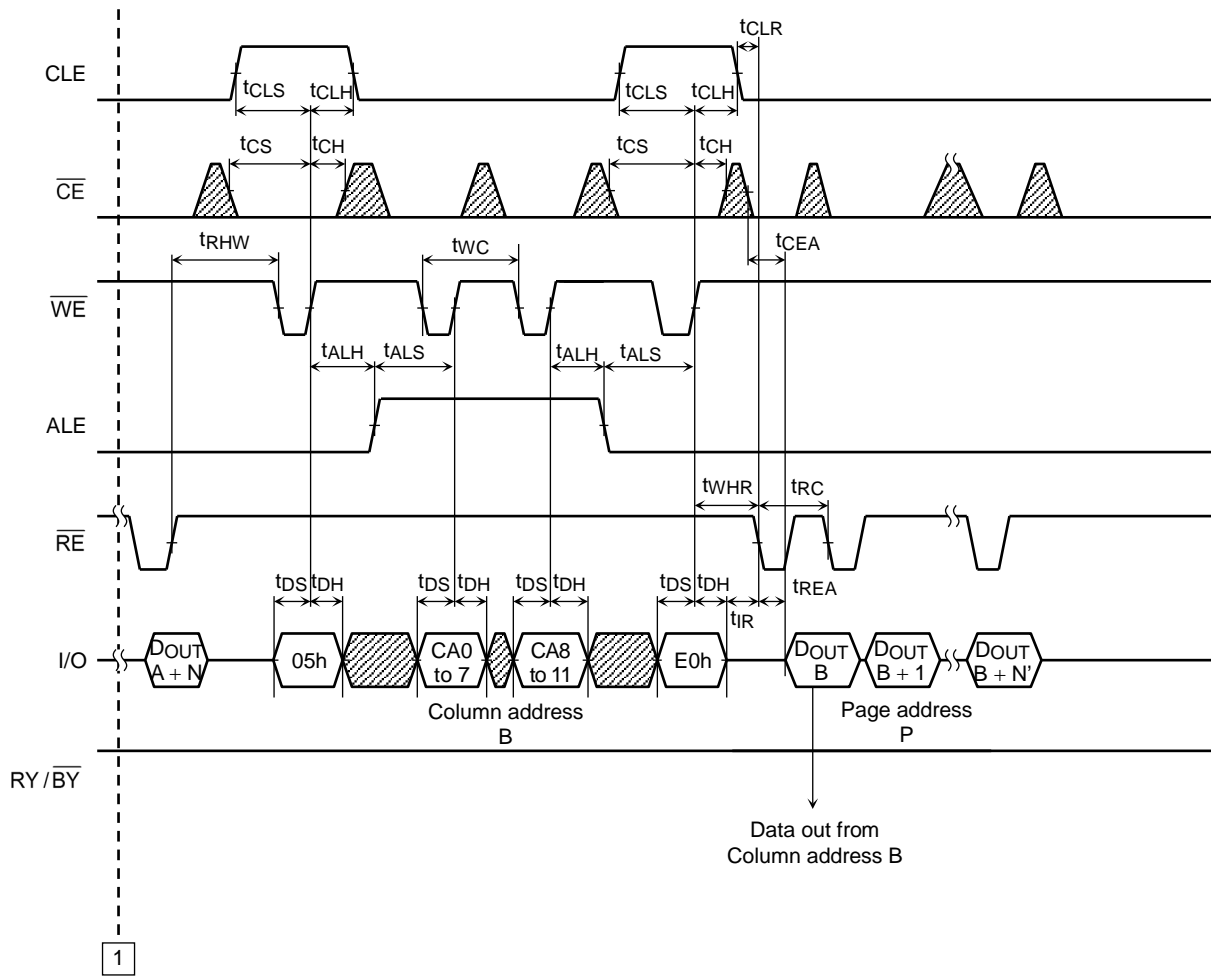 tCLR
CLE
tCLS tCLH tCLS tCLH
tCS tCH tCS tCH
CE
tRHW tWC tCEA
WE
tALH tALS tALH tALS
ALE
tWHR tRC
RE
tDS tDH tDS tDH tDS tDH tDS tDH tREA
tIR
I/O
DOUT
A + N
05h
CA0
to 7
CA8
to 11
E0h
DOUT
B
DOUT
B + 1
DOUT
B + N’
Column address
B
Page address
P
RY / BY
Data out from
Column address B
1